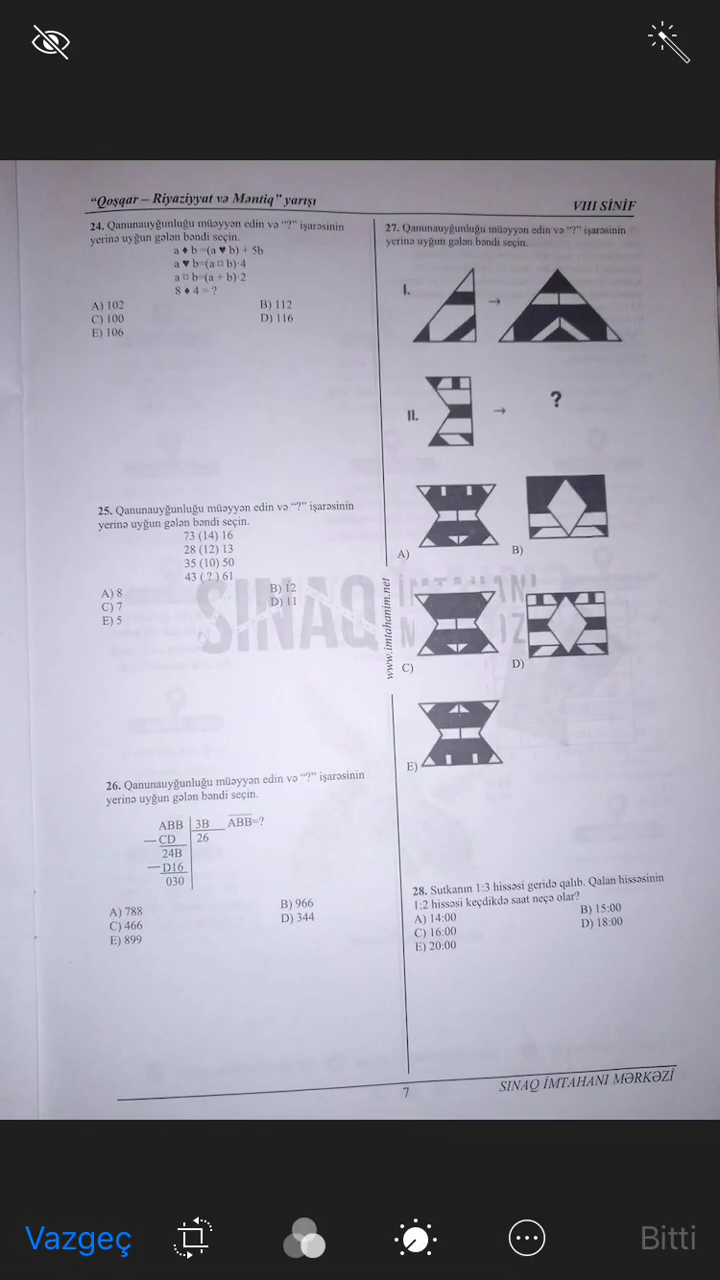 “Qoşqar – Riyaziyyat və Məntiq” yarışı
VIII SİNİF
24. Qanunauyğunluğu müəyyən edin və “?” işarəsinin
yerinə uyğun gələn bəndi seçin.
a ♦ b =(a ♥ b) + 5b
a ♥ b=(a ¤ b)·4
a ¤ b=(a + b)·2
8 ♦ 4 = ?
A) 102
B) 112
C) 100
D) 116
E) 106
25. Qanunauyğunluğu müəyyən edin və “?” işarəsinin
yerinə uyğun gələn bəndi seçin.
73 (14) 16
28 (12) 13
35 (10) 50
43 ( ? ) 61
A) 8
B) 12
C) 7
D) 11
E) 5
26. Qanunauyğunluğu müəyyən edin və “?” işarəsinin
yerinə uyğun gələn bəndi seçin.
ABB 3B ABB=?
—CD 26
24B
—D16
030
A) 788
B) 966
C) 466
D) 344
E) 899
27. Qanunauyğunluğu müəyyən edin və “?” işarəsinin
yerinə uyğun gələn bəndi seçin.
I. →
II. → ?
A)
B)
C)
D)
E)
28. Sutkanın 1:3 hissəsi geridə qalıb. Qalan hissəsinin
1:2 hissəsi keçdikdə saat neçə olar?
A) 14:00
B) 15:00
C) 16:00
D) 18:00
E) 20:00
SINAQ İMTAHANI
www.imtahanim.net
7
SINAQ İMTAHANI MƏRKƏZİ
Vazgeç
Bitti